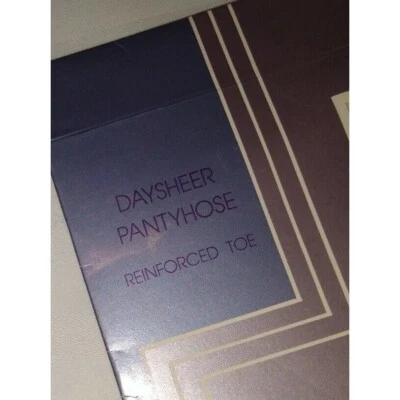 DAYSHEER
PANTYHOSE
REINFORCED TOE